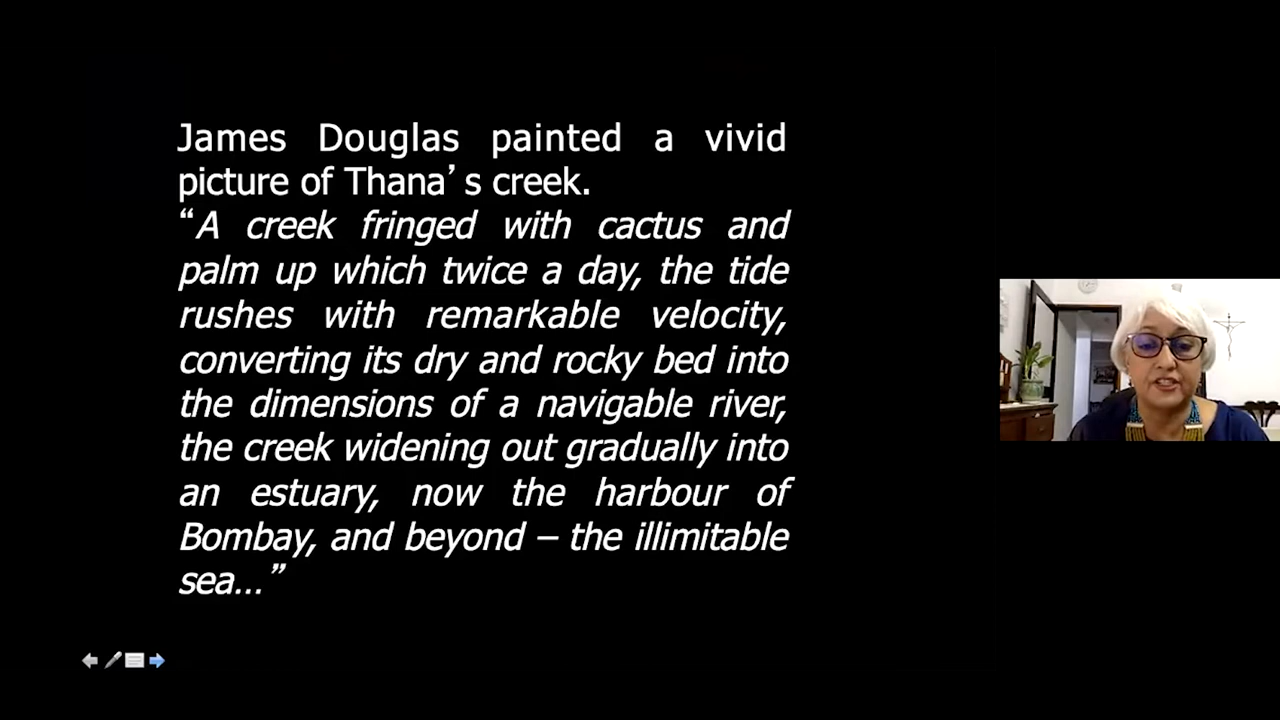 James Douglas painted a vivid
picture of Thana’s creek.
“A creek fringed with cactus and
palm up which twice a day, the tide
rushes with remarkable velocity,
converting its dry and rocky bed into
the dimensions of a navigable river,
the creek widening out gradually into
an estuary, now the harbour of
Bombay, and beyond – the illimitable
sea…”